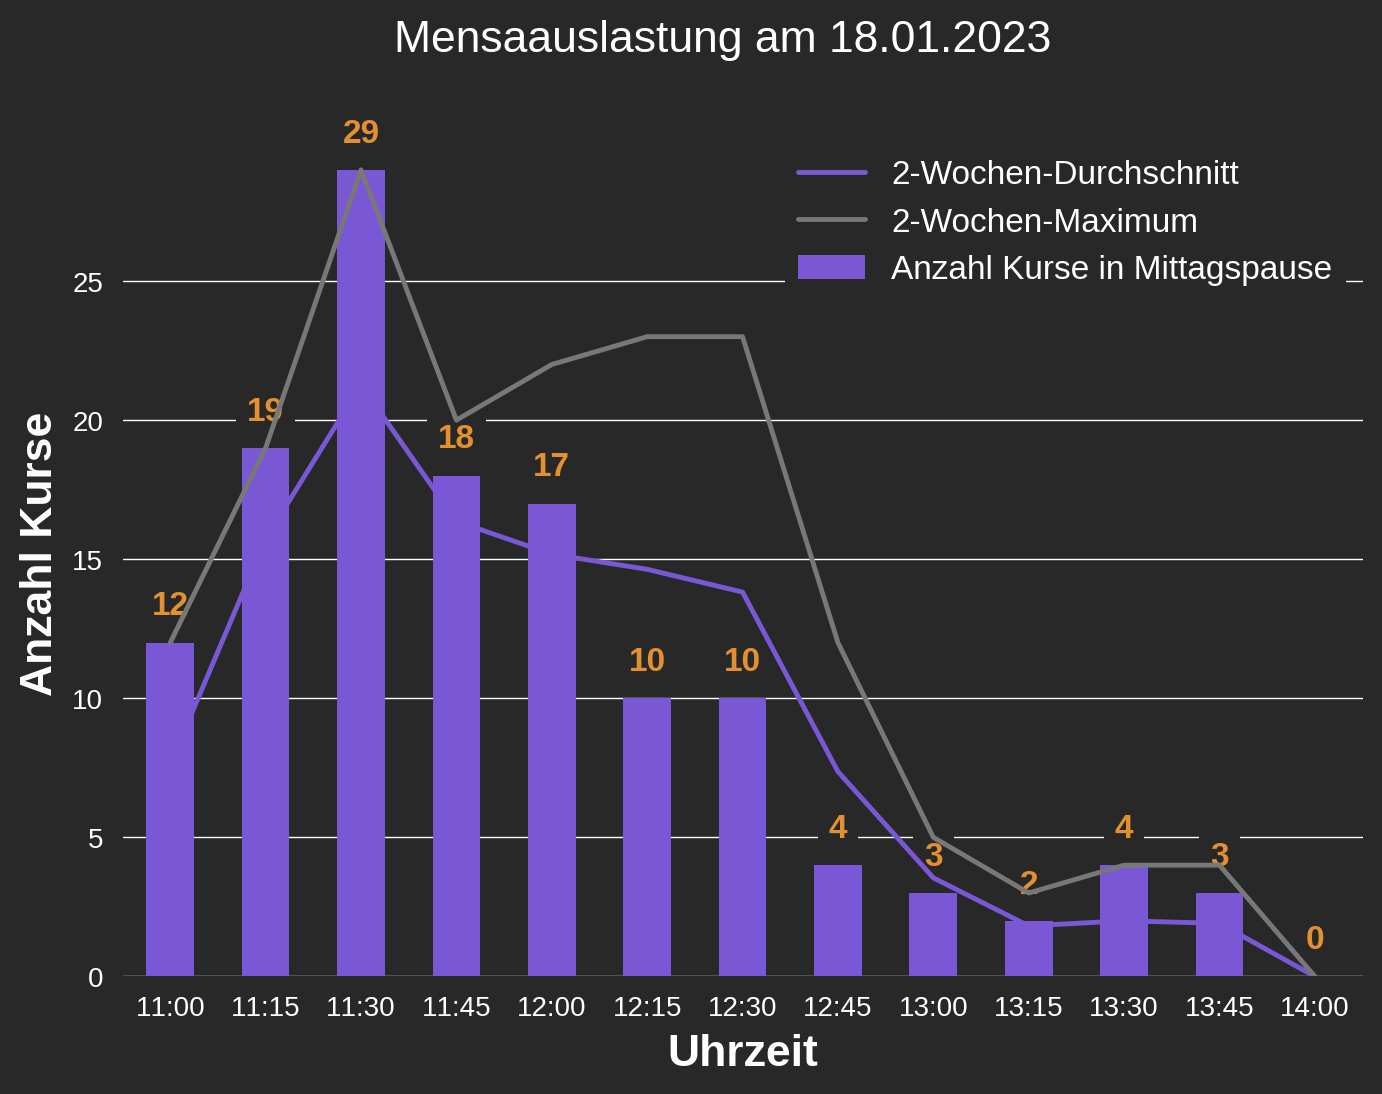 Mensaauslastung am 18.01.2023
29
2-Wochen-Durchschnitt
2-Wochen-Maximum
Anzahl Kurse in Mittagspause
25
19
20
18
17
15
12
10
10
10
5
4
3
2
4
3
0
0
Anzahl Kurse
11:00 11:15 11:30 11:45 12:00 12:15 12:30 12:45 13:00 13:15 13:30 13:45 14:00
Uhrzeit